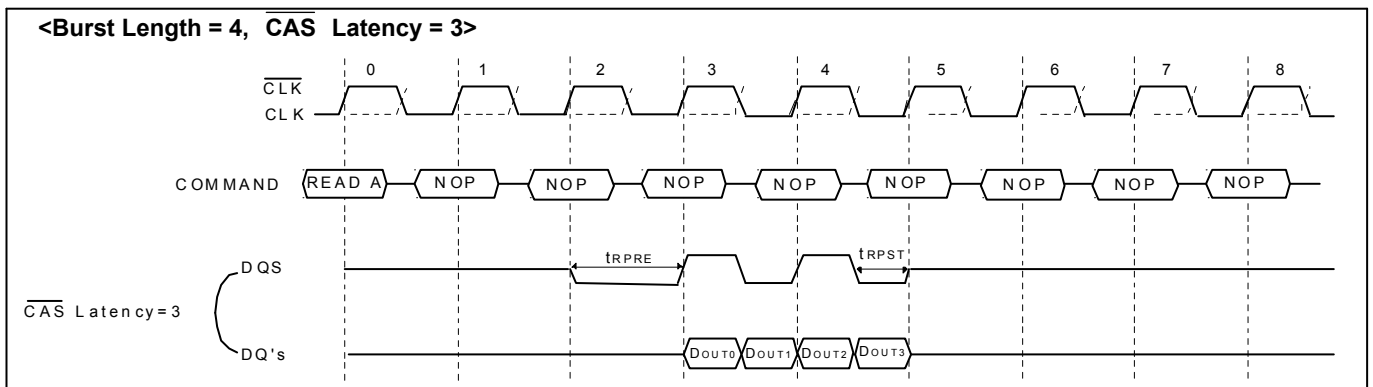 <Burst Length = 4, CAS Latency = 3>
0 1 2 3 4 5 6 7 8
CLK
CLK
COMMAND READ A NOP NOP NOP NOP NOP NOP NOP NOP
DQS tRPRE tRPST
CAS Latency=3
DQ's DOUT0 DOUT1 DOUT2 DOUT3